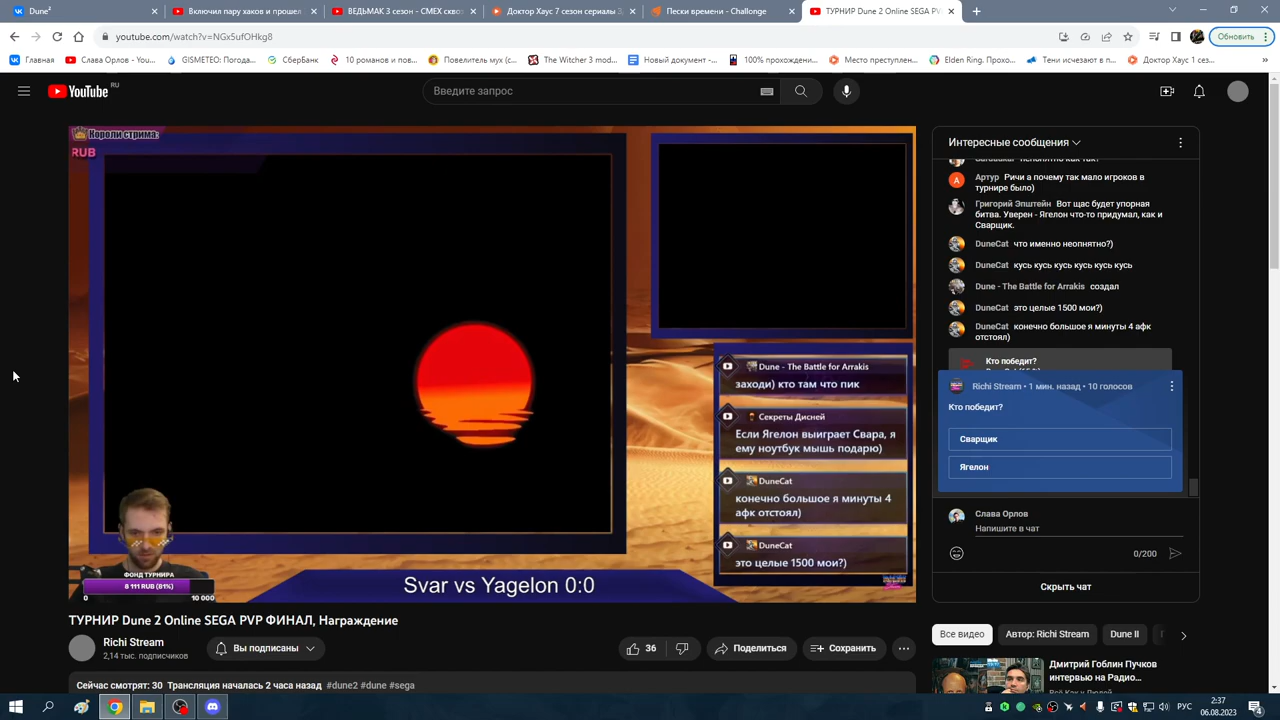 Dune²
Включил пару хаков и прошел
ВЕДЬМАК 3 сезон - СМЕХ сквоз
Доктор Хаус 7 сезон сериалы 3,
Пески времени - Challonge
ТУРНИР Dune 2 Online SEGA PVP
youtube.com/watch?v=NGx5ufOHkg8
Обновить
Главная
Слава Орлов - You...
GISMETEO: Погода...
СберБанк
10 романов и пов...
Повелитель мух (с...
The Witcher 3 mod...
Новый документ -...
100% прохождени...
Место преступлен...
Elden Ring. Прохо...
Тени исчезают в п...
Доктор Хаус 1 сез...
»
YouTube RU
Введите запрос
Короли стрима:
RUB
Dune - The Battle for Arrakis
заходи) кто там что пик
Секреты Дисней
Если Ягелон выиграет Свара, я
ему ноутбук мышь подарю)
DuneCat
конечно большое я минуты 4
афк отстоял)
DuneCat
это целые 1500 мои?)
ФОНД ТУРНИРА
8 111 RUB (81%)
0
10 000
Svar vs Yagelon 0:0
Интересные сообщения
непонятно как так?
Артур Ричи а почему так мало игроков в
турнире было)
Григорий Эпштейн Вот щас будет упорная
битва. Уверен - Ягелон что-то придумал, как и
Сварщик.
DuneCat что именно неопнятно?)
DuneCat кусь кусь кусь кусь кусь кусь
Dune - The Battle for Arrakis создал
DuneCat это целые 1500 мои?)
DuneCat конечно большое я минуты 4 афк
отстоял)
Кто победит?
Richi Stream • 1 мин. назад • 10 голосов
Кто победит?
Сварщик
Ягелон
Слава Орлов
Напишите в чат
0/200
Скрыть чат
ТУРНИР Dune 2 Online SEGA PVP ФИНАЛ, Награждение
Richi Stream
2,14 тыс. подписчиков
Вы подписаны
36
Поделиться
Сохранить
Сейчас смотрят: 30 Трансляция началась 2 часа назад #dune2 #dune #sega
Все видео
Автор: Richi Stream
Dune II
Дмитрий Гоблин Пучков
интервью на Радио...
Всё Как у Людей
РУС
2:37
06.08.2023
4